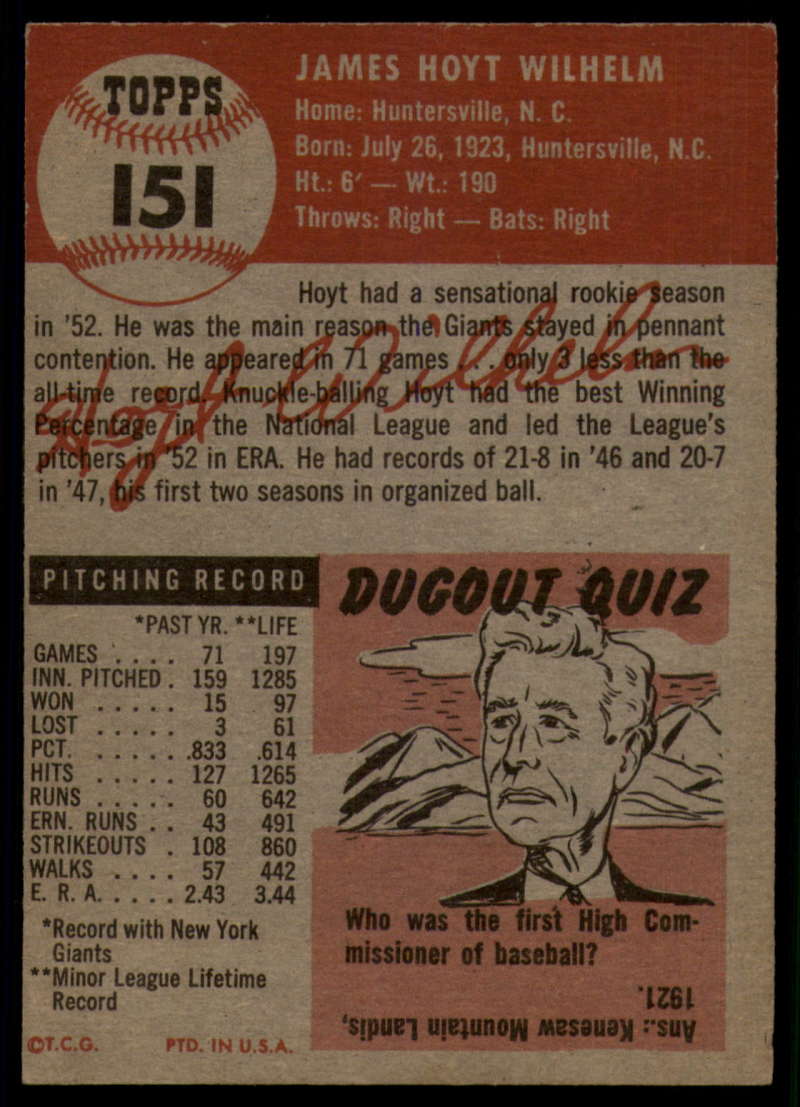 TOPPS
151
JAMES HOYT WILHELM
Home: Huntersville, N. C.
Born: July 26, 1923, Huntersville, N.C.
Ht.: 6′ — Wt.: 190
Throws: Right — Bats: Right
Hoyt had a sensational rookie season
in '52. He was the main reason the Giants stayed in pennant
contention. He appeared in 71 games . . . only 3 less than the
all-time record. Knuckle-balling Hoyt had the best Winning
Percentage in the National League and led the League's
pitchers in '52 in ERA. He had records of 21-8 in '46 and 20-7
in '47, his first two seasons in organized ball.
Hoyt Wilhelm
PITCHING RECORD
*PAST YR. **LIFE
GAMES . . . . 71 197
INN. PITCHED . 159 1285
WON . . . . . 15 97
LOST . . . . . 3 61
PCT. . . . . . .833 .614
HITS . . . . . 127 1265
RUNS . . . . . 60 642
ERN. RUNS . . 43 491
STRIKEOUTS . 108 860
WALKS . . . . 57 442
E. R. A. . . . . 2.43 3.44
*Record with New York
Giants
**Minor League Lifetime
Record
©T.C.G. PTD. IN U.S.A.
DUGOUT QUIZ
Who was the first High Com-
missioner of baseball?
Ans.: Kenesaw Mountain Landis,
1921.